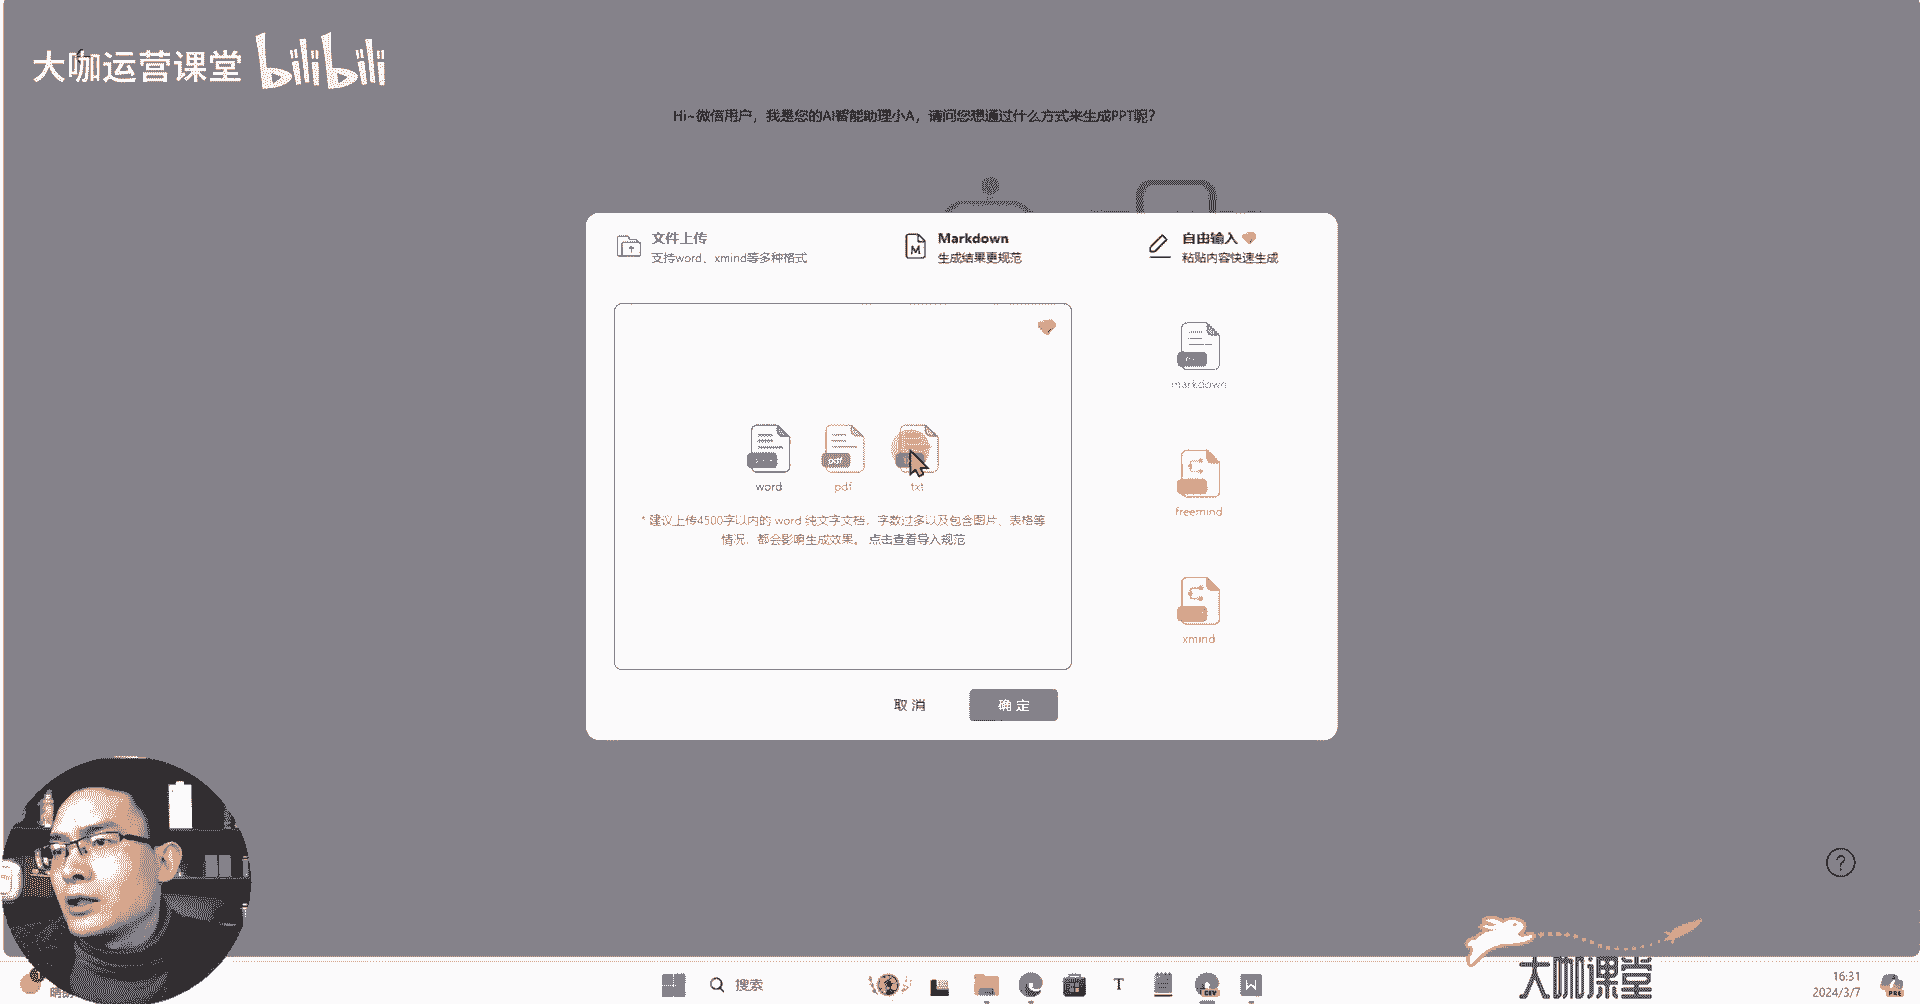 大咖运营课堂 bilibili
Hi~微信用户，我是您的AI智能助理小A，请问您想通过什么方式来生成PPT呢？
文件上传
支持word、xmind等多种格式
Markdown
生成结果更规范
自由输入
粘贴内容快速生成
markdown
word
pdf
pdf
txt
* 建议上传4500字以内的 word 纯文字文档，字数过多以及包含图片、表格等
情况，都会影响生成效果。 点击查看导入规范
freemind
xmind
取 消
确 定
?
大咖课堂
搜索
16:31
2024/3/7